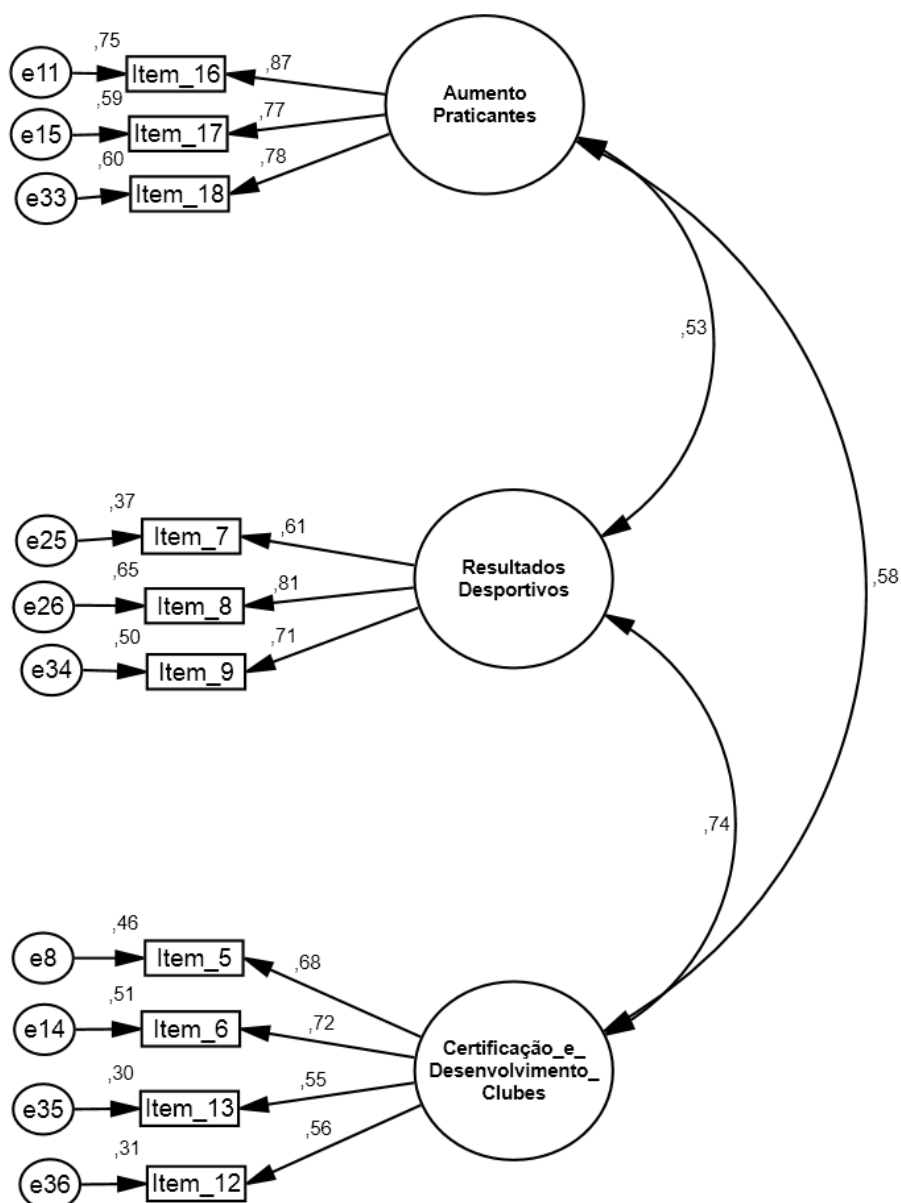 ,75
e11
Item_16
,87
Aumento
Praticantes
,59
e15
Item_17
,77
,60
e33
Item_18
,78
,53
,37
e25
Item_7
,61
Resultados
Desportivos
,65
e26
Item_8
,81
,58
,50
e34
Item_9
,71
,74
,46
e8
Item_5
,68
,51
e14
Item_6
,72
Certificação_e_
Desenvolvimento_
Clubes
,30
e35
Item_13
,55
,31
e36
Item_12
,56